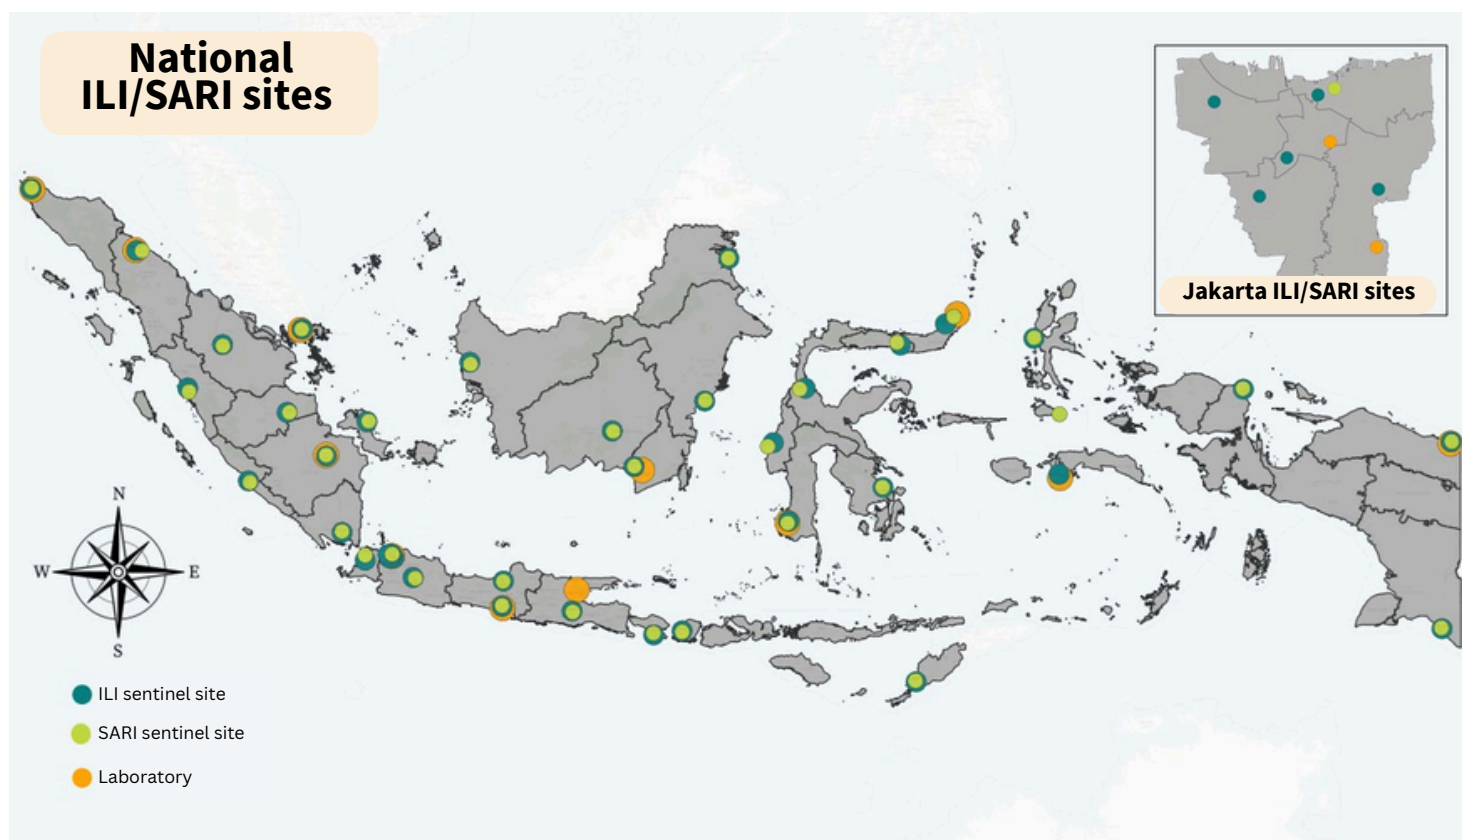 National
ILI/SARI sites
Jakarta ILI/SARI sites
N
W
E
S
ILI sentinel site
SARI sentinel site
Laboratory